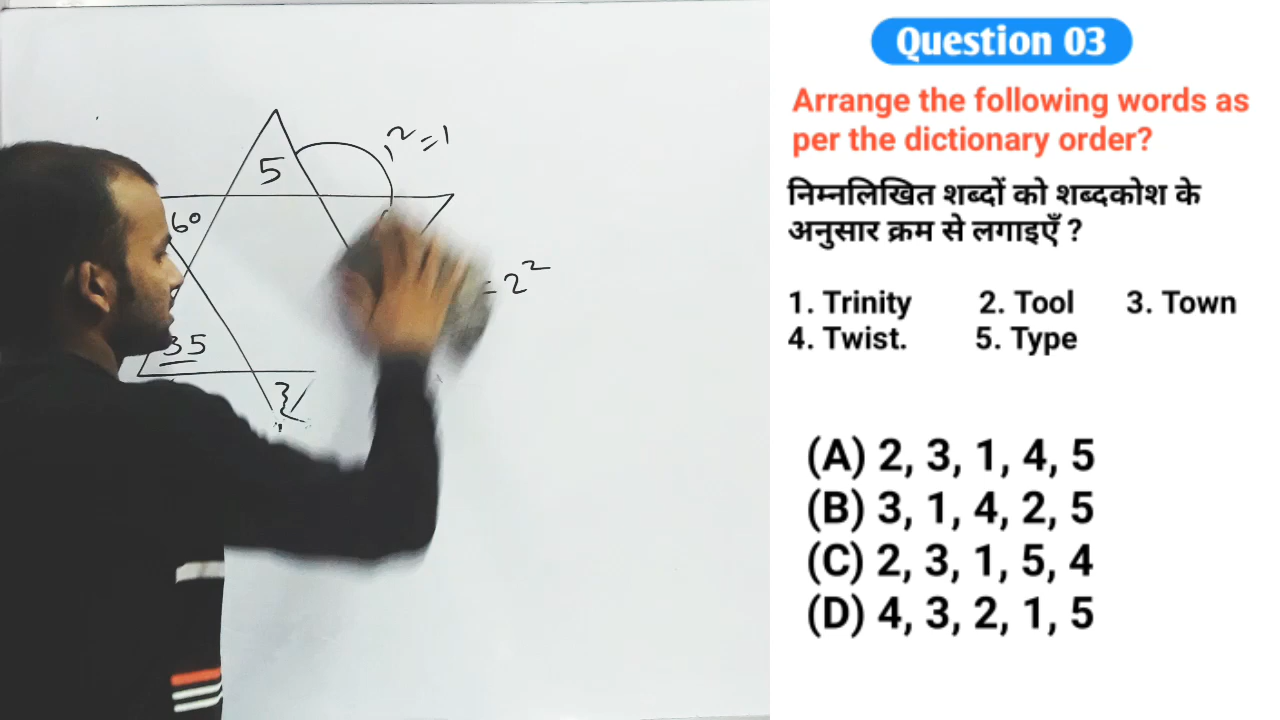 1² = 1
5
6°
= 2²
35
Question 03
Arrange the following words as
per the dictionary order?
निम्नलिखित शब्दों को शब्दकोश के
अनुसार क्रम से लगाइएँ ?
1. Trinity 2. Tool 3. Town
4. Twist. 5. Type
(A) 2, 3, 1, 4, 5
(B) 3, 1, 4, 2, 5
(C) 2, 3, 1, 5, 4
(D) 4, 3, 2, 1, 5